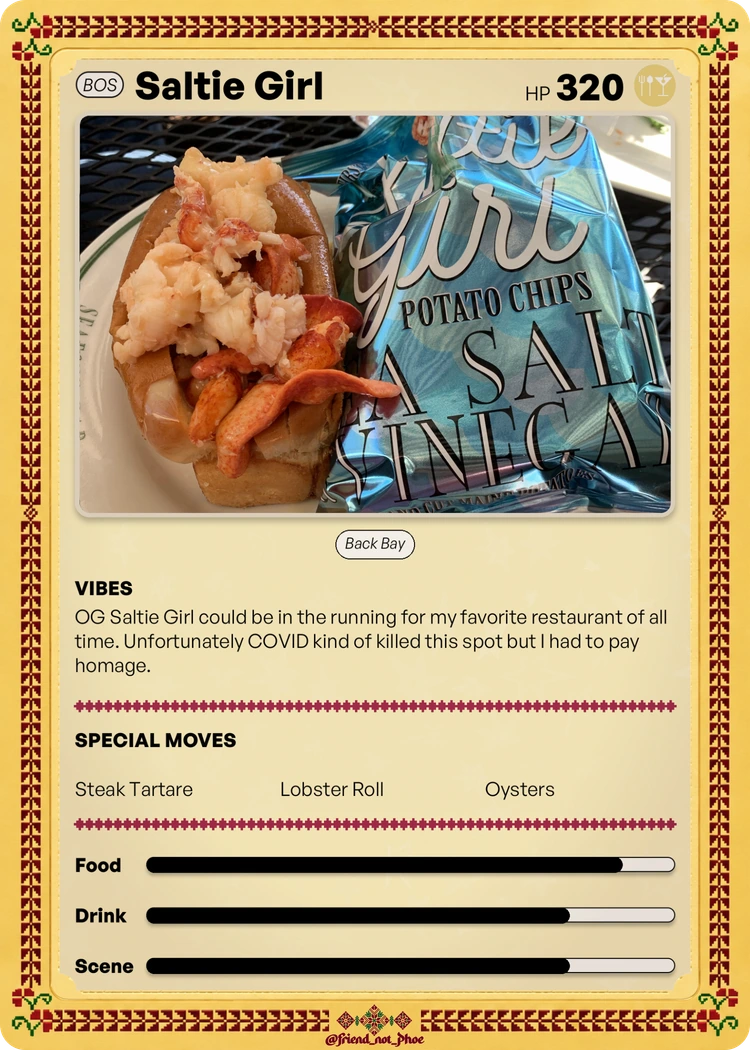 BOS Saltie Girl HP 320
Girl
POTATO CHIPS
SALT
VINEGAR
Back Bay
VIBES
OG Saltie Girl could be in the running for my favorite restaurant of all
time. Unfortunately COVID kind of killed this spot but I had to pay
homage.
SPECIAL MOVES
Steak Tartare Lobster Roll Oysters
Food
Drink
Scene
@friend_not_phoe